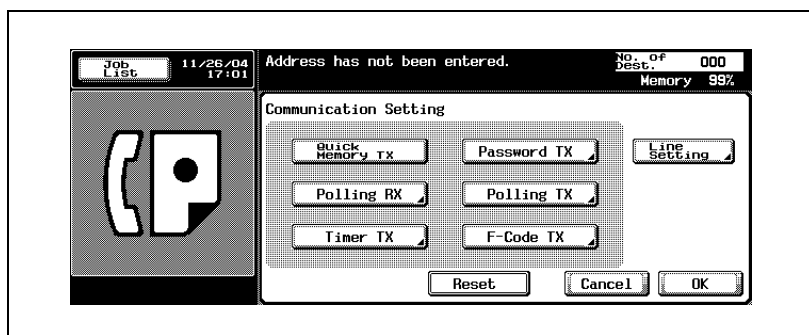 Job List
11/26/04
17:01
Address has not been entered.
No. of Dest. 000
Memory 99%
Communication Setting
Quick Memory TX
Password TX
Line Setting
Polling RX
Polling TX
Timer TX
F-Code TX
Reset
Cancel
OK